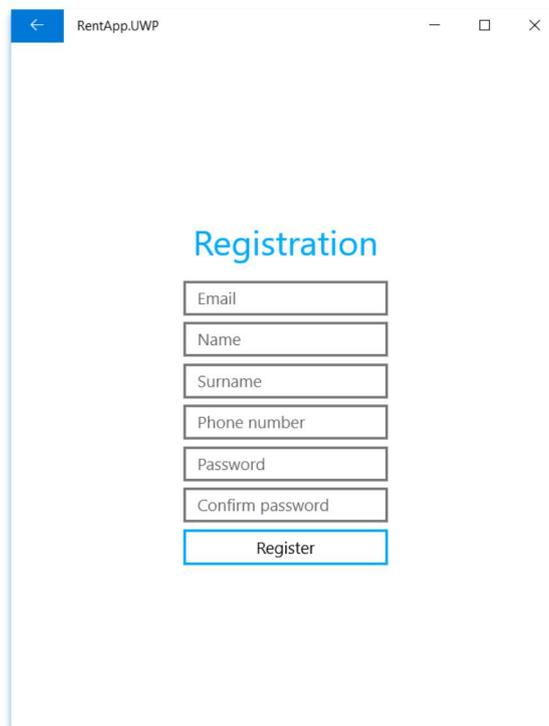 RentApp.UWP
Registration
Email
Name
Surname
Phone number
Password
Confirm password
Register